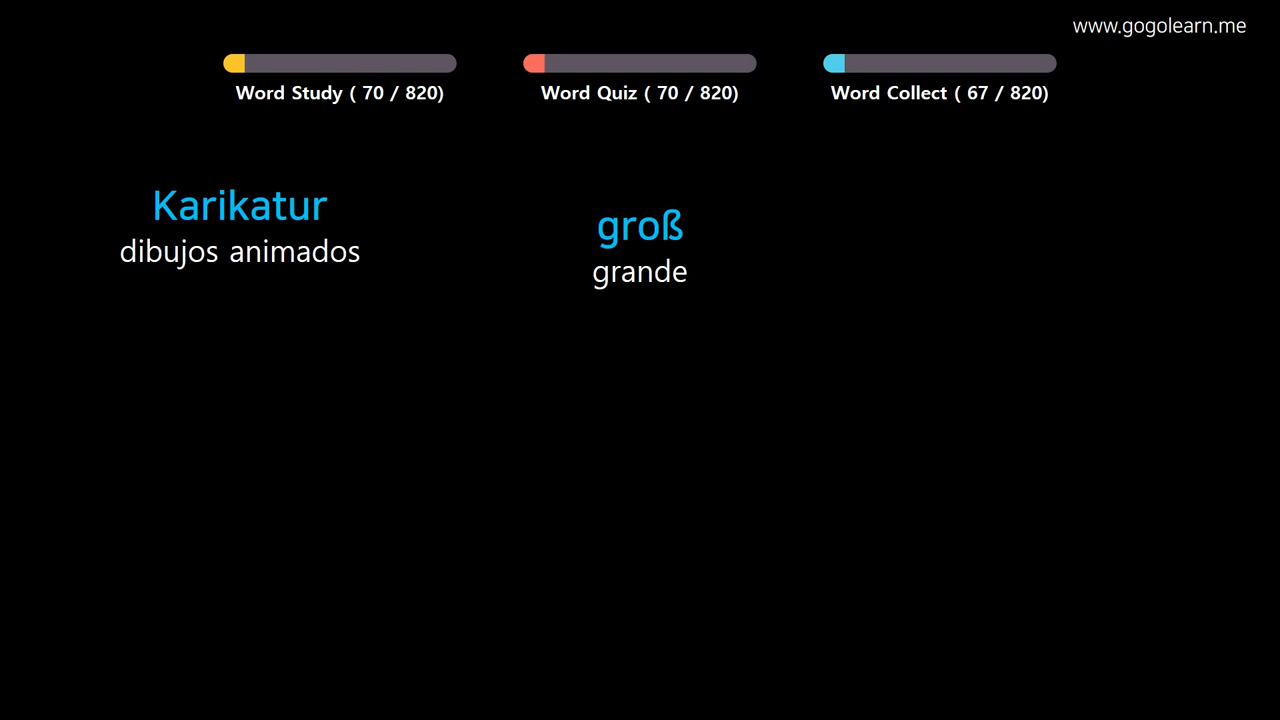 www.gogolearn.me
Word Study ( 70 / 820)
Word Quiz ( 70 / 820)
Word Collect ( 67 / 820)
Karikatur
dibujos animados
groß
grande